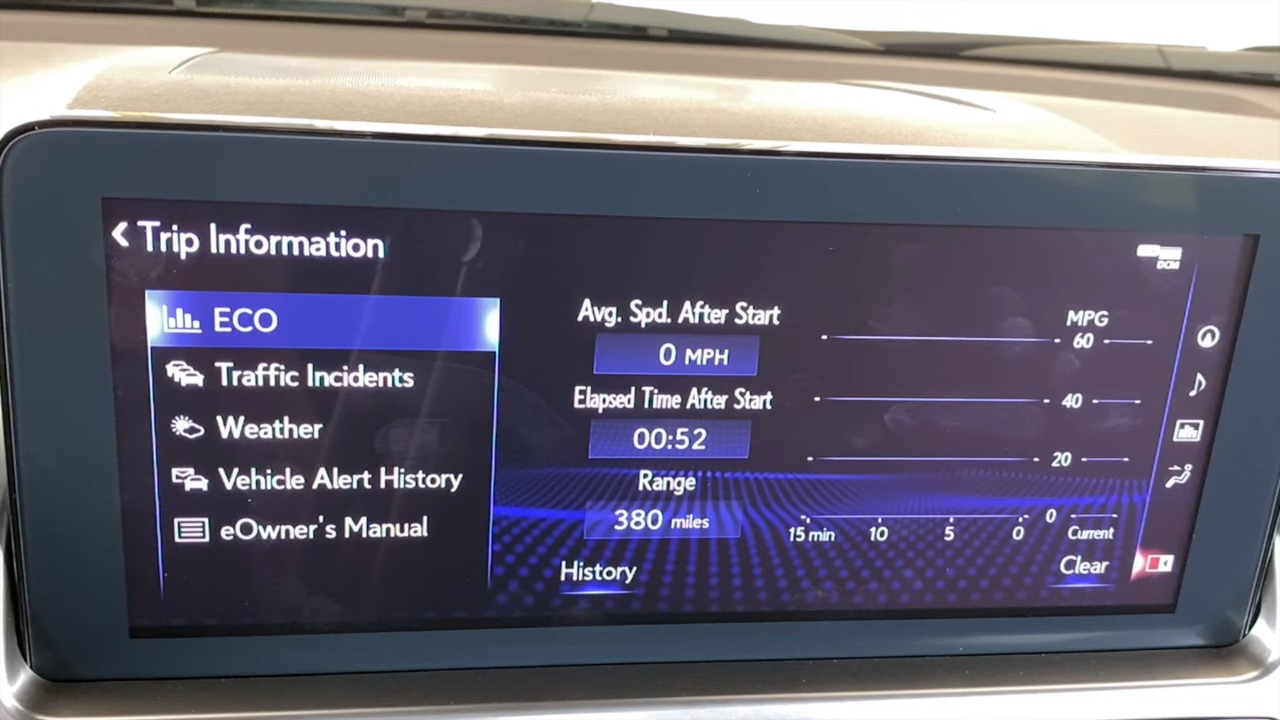 Trip Information
DCM
ECO
Traffic Incidents
Weather
Vehicle Alert History
eOwner's Manual
Avg. Spd. After Start
0 MPH
Elapsed Time After Start
00:52
Range
380 miles
History
MPG
60
40
20
0
15 min 10 5 0 Current
Clear